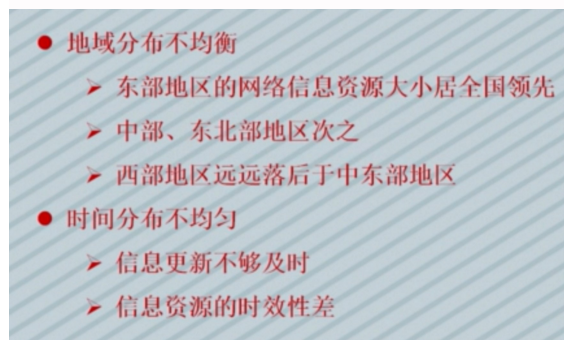 ● 地域分布不均衡
➢ 东部地区的网络信息资源大小居全国领先
➢ 中部、东北部地区次之
➢ 西部地区远远落后于中东部地区
● 时间分布不均匀
➢ 信息更新不够及时
➢ 信息资源的时效性差